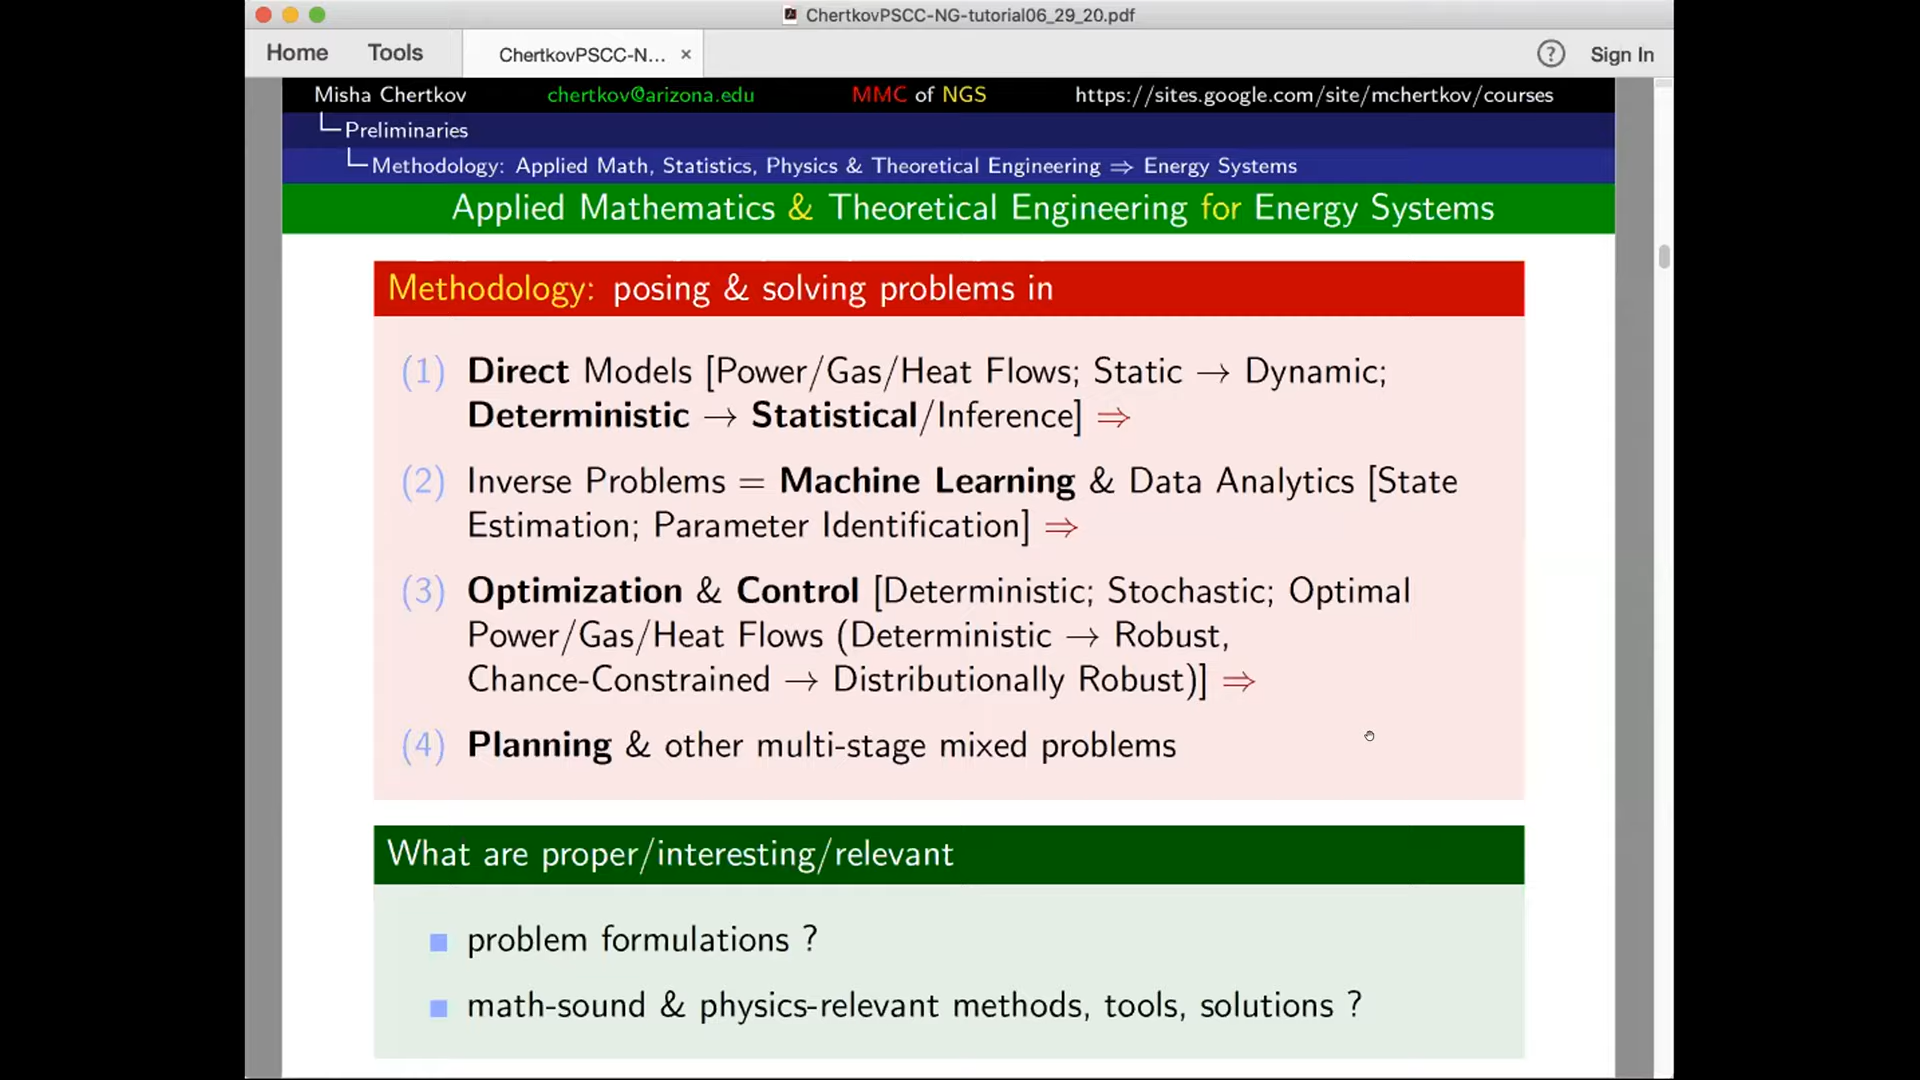 ChertkovPSCC-NG-tutorial06_29_20.pdf
Home Tools ChertkovPSCC-N... × ? Sign In
Misha Chertkov chertkov@arizona.edu MMC of NGS https://sites.google.com/site/mchertkov/courses
Preliminaries
Methodology: Applied Math, Statistics, Physics & Theoretical Engineering ⇒ Energy Systems
Applied Mathematics & Theoretical Engineering for Energy Systems
Methodology: posing & solving problems in
(1) Direct Models [Power/Gas/Heat Flows; Static → Dynamic;
Deterministic → Statistical/Inference] ⇒
(2) Inverse Problems = Machine Learning & Data Analytics [State
Estimation; Parameter Identification] ⇒
(3) Optimization & Control [Deterministic; Stochastic; Optimal
Power/Gas/Heat Flows (Deterministic → Robust,
Chance-Constrained → Distributionally Robust)] ⇒
(4) Planning & other multi-stage mixed problems
What are proper/interesting/relevant
problem formulations ?
math-sound & physics-relevant methods, tools, solutions ?